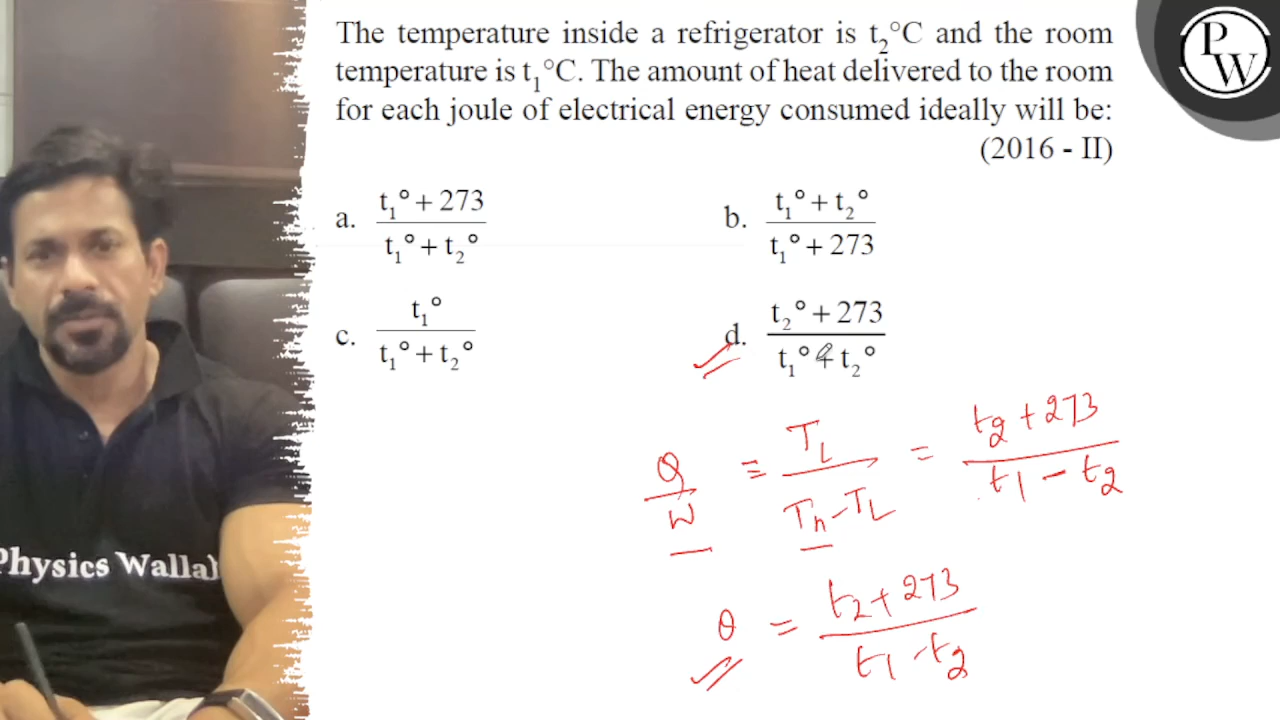 The temperature inside a refrigerator is t₂°C and the room
temperature is t₁°C. The amount of heat delivered to the room
for each joule of electrical energy consumed ideally will be:
(2016 - II)
a. (t₁° + 273)/(t₁° + t₂°)
b. (t₁° + t₂°)/(t₁° + 273)
c. t₁°/(t₁° + t₂°)
d. (t₂° + 273)/(t₁° t₂°)
Q/W = T_L/(T_h - T_L) = (t₂ + 273)/(t₁ - t₂)
Q = (t₂ + 273)/(t₁ - t₂)
PW
Physics Walla